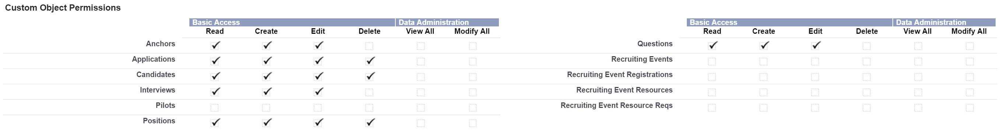 Custom Object Permissions
Basic Access Data Administration
Read Create Edit Delete View All Modify All
Anchors
Applications
Candidates
Interviews
Pilots
Positions
Basic Access Data Administration
Read Create Edit Delete View All Modify All
Questions
Recruiting Events
Recruiting Event Registrations
Recruiting Event Resources
Recruiting Event Resource Reqs